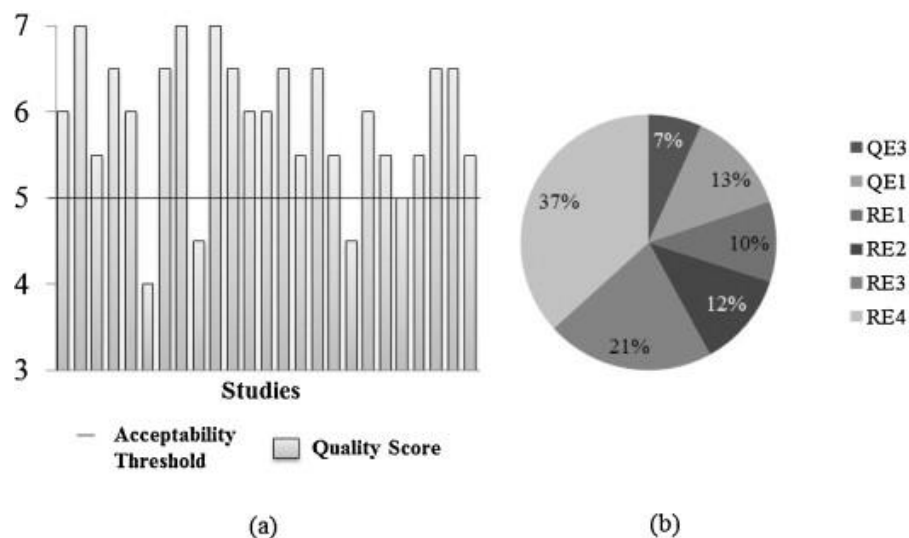 7
6
5
4
3
Studies
Acceptability
Threshold
Quality Score
(a)
7%
13%
10%
12%
21%
37%
QE3
QE1
RE1
RE2
RE3
RE4
(b)